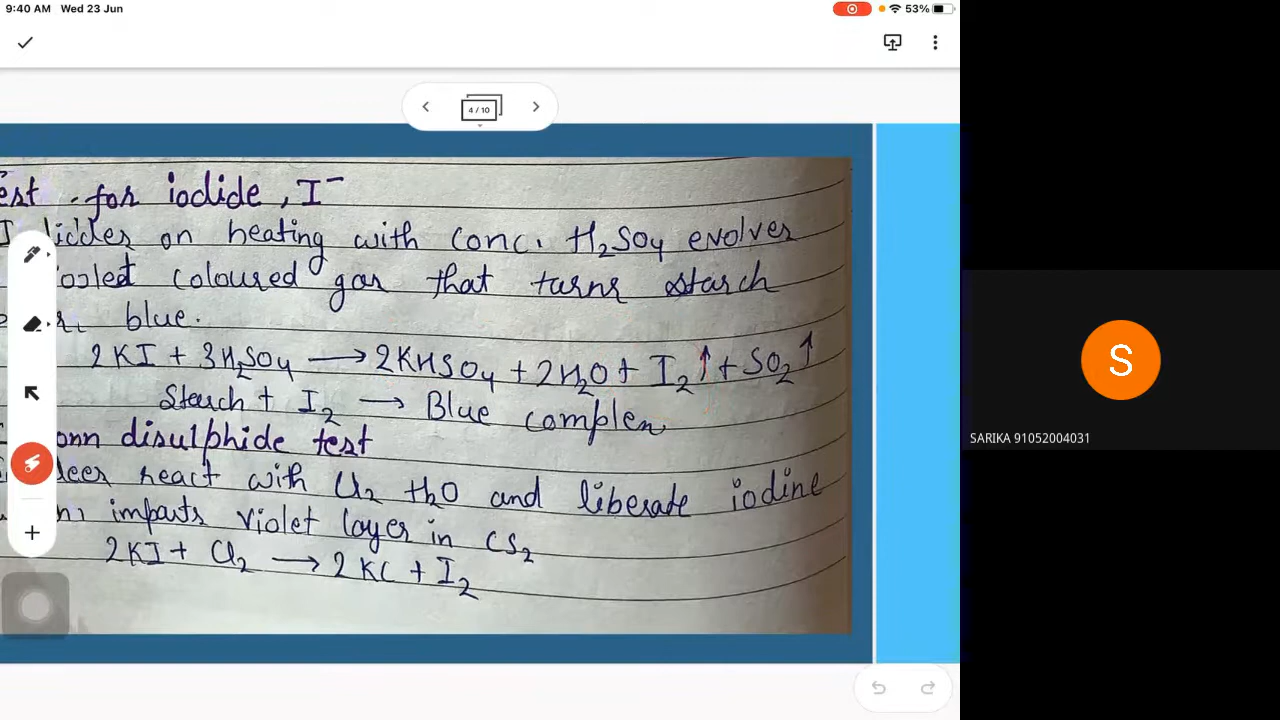 9:40 AM Wed 23 Jun
53%
4 / 10
est for iodide, I⁻
on heating with conc. H₂SO₄ evolves
coloured gas that turns starch
blue.
2KI + 3H₂SO₄ → 2KHSO₄ + 2H₂O + I₂↑ + SO₂↑
Starch + I₂ → Blue complex
disulphide test
react with Cl₂ H₂O and liberate iodine
imparts violet layer in CS₂
2KI + Cl₂ → 2KCl + I₂
S
SARIKA 91052004031